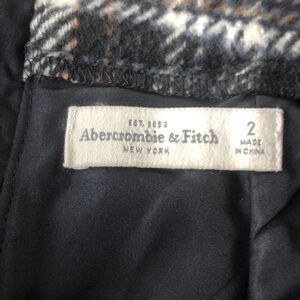 EST. 1892
Abercrombie & Fitch
NEW YORK
2
MADE
IN CHINA